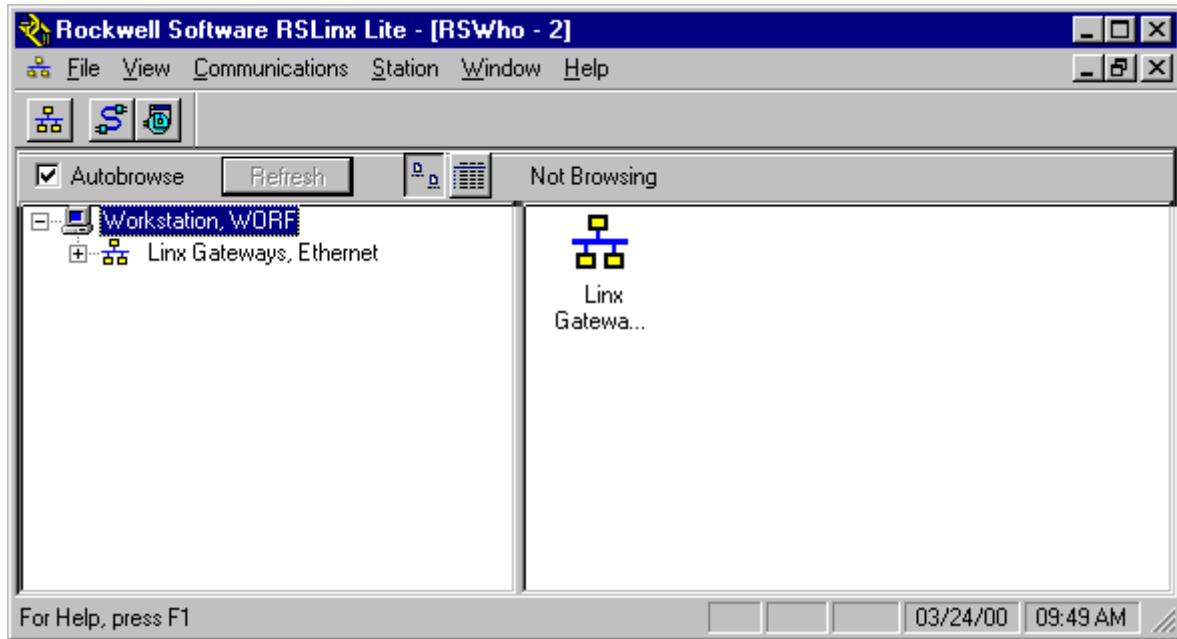 Rockwell Software RSLinx Lite - [RSWho - 2]
File View Communications Station Window Help
Autobrowse Refresh Not Browsing
Workstation, WORF
Linx Gateways, Ethernet
Linx
Gatewa...
For Help, press F1 03/24/00 09:49 AM